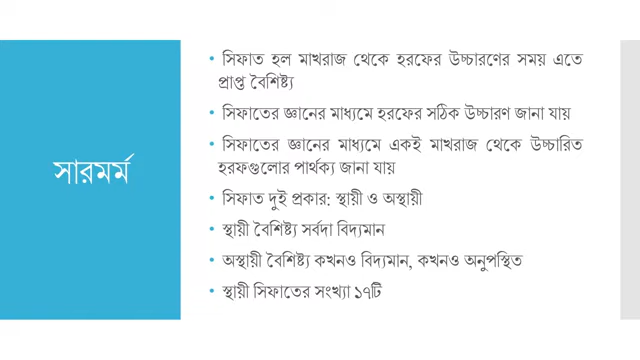 সারমর্ম
• সিফাত হল মাখরাজ থেকে হরফের উচ্চারণের সময় এতে
প্রাপ্ত বৈশিষ্ট্য
• সিফাতের জ্ঞানের মাধ্যমে হরফের সঠিক উচ্চারণ জানা যায়
• সিফাতের জ্ঞানের মাধ্যমে একই মাখরাজ থেকে উচ্চারিত
হরফগুলোর পার্থক্য জানা যায়
• সিফাত দুই প্রকার: স্থায়ী ও অস্থায়ী
• স্থায়ী বৈশিষ্ট্য সর্বদা বিদ্যমান
• অস্থায়ী বৈশিষ্ট্য কখনও বিদ্যমান, কখনও অনুপস্থিত
• স্থায়ী সিফাতের সংখ্যা ১৭টি